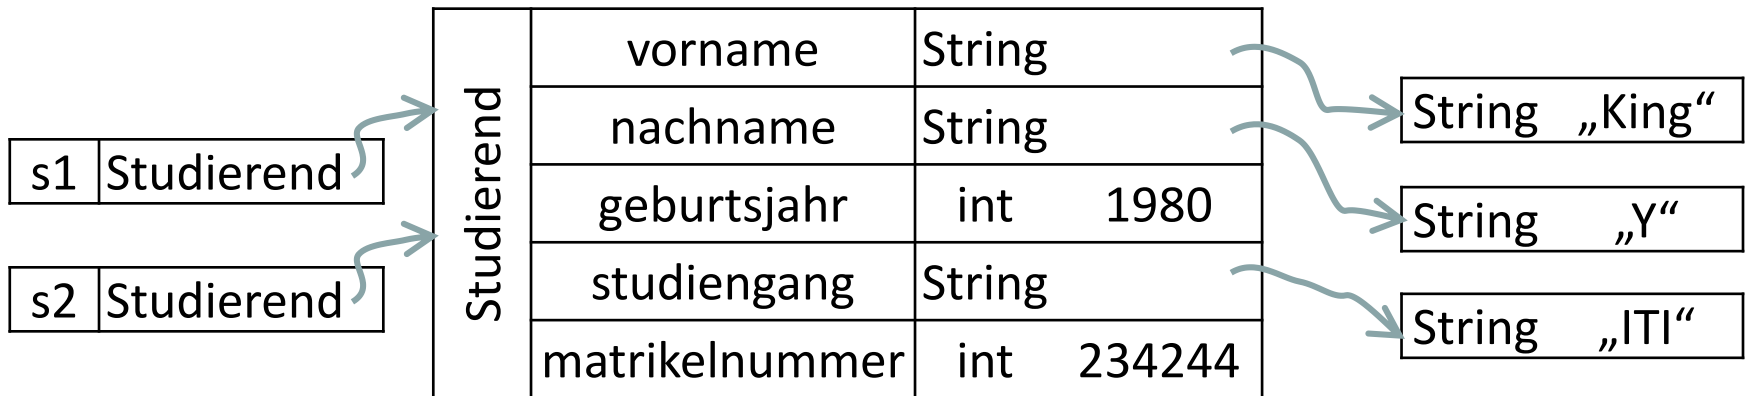 s1 Studierend
s2 Studierend
Studierend
vorname String
nachname String
geburtsjahr int 1980
studiengang String
matrikelnummer int 234244
String „King“
String „Y“
String „ITI“